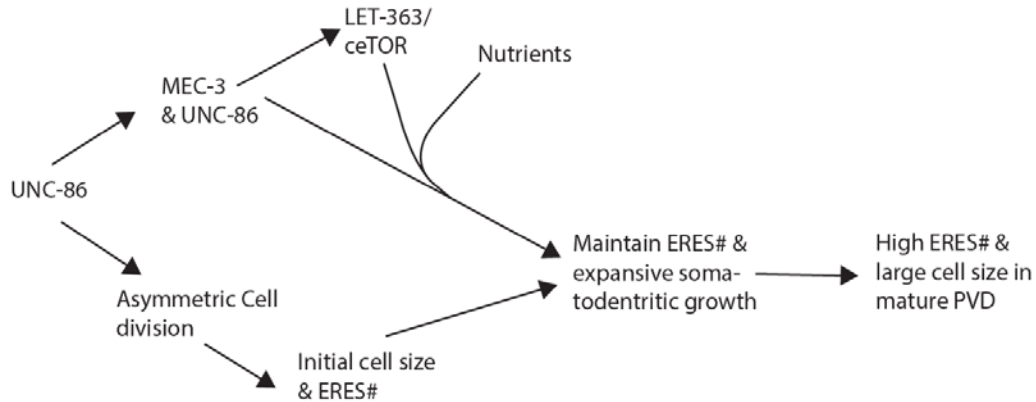 LET-363/
ceTOR
Nutrients
MEC-3
& UNC-86
UNC-86
Maintain ERES# &
expansive soma-
todentritic growth
High ERES# &
large cell size in
mature PVD
Asymmetric Cell
division
Initial cell size
& ERES#